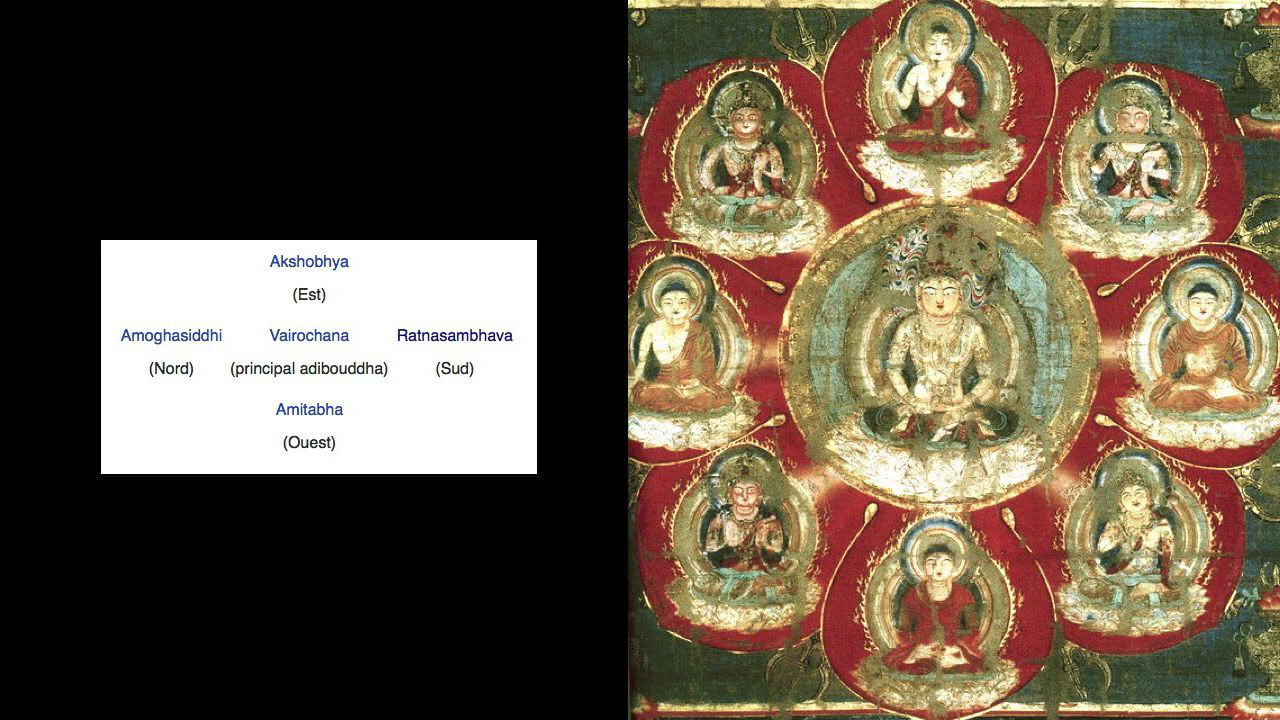 Akshobhya
(Est)
Amoghasiddhi Vairochana Ratnasambhava
(Nord) (principal adibouddha) (Sud)
Amitabha
(Ouest)